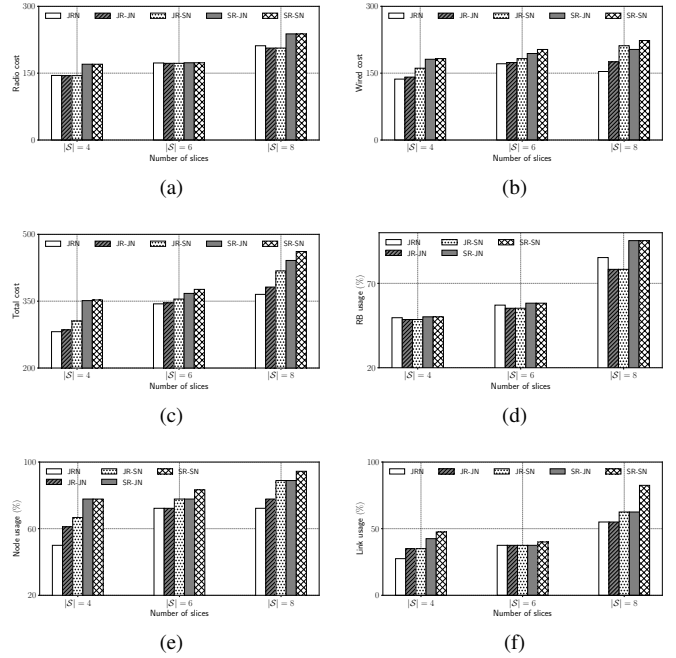 JRN JR-JN JR-SN SR-JN SR-SN
300
150
0
Radio cost
|S| = 4 |S| = 6 |S| = 8
Number of slices
(a)
JRN JR-JN JR-SN SR-JN SR-SN
300
150
0
Wired cost
|S| = 4 |S| = 6 |S| = 8
Number of slices
(b)
JRN JR-JN JR-SN SR-JN SR-SN
500
350
200
Total cost
|S| = 4 |S| = 6 |S| = 8
Number of slices
(c)
JRN JR-SN SR-SN
JR-JN SR-JN
70
20
RB usage (%)
|S| = 4 |S| = 6 |S| = 8
Number of slices
(d)
JRN JR-SN SR-SN
JR-JN SR-JN
100
60
20
Node usage (%)
|S| = 4 |S| = 6 |S| = 8
Number of slices
(e)
JRN JR-JN JR-SN SR-JN SR-SN
100
50
0
Link usage (%)
|S| = 4 |S| = 6 |S| = 8
Number of slices
(f)